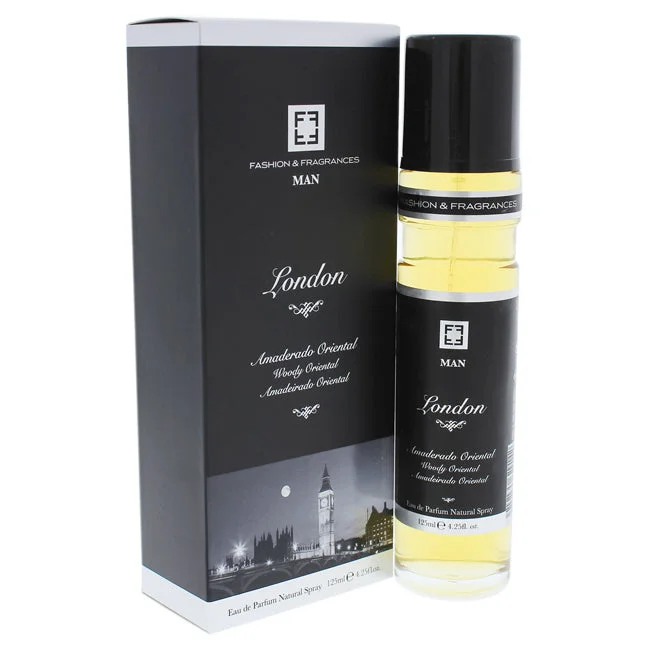 FASHION & FRAGRANCES
MAN
London
Amaderado Oriental
Woody Oriental
Amadeirado Oriental
Eau de Parfum Natural Spray 125ml e 4.25fl.oz.
FASHION & FRAGRANCES
MAN
London
Amaderado Oriental
Woody Oriental
Amadeirado Oriental
Eau de Parfum Natural Spray
125ml e 4.25fl. oz.